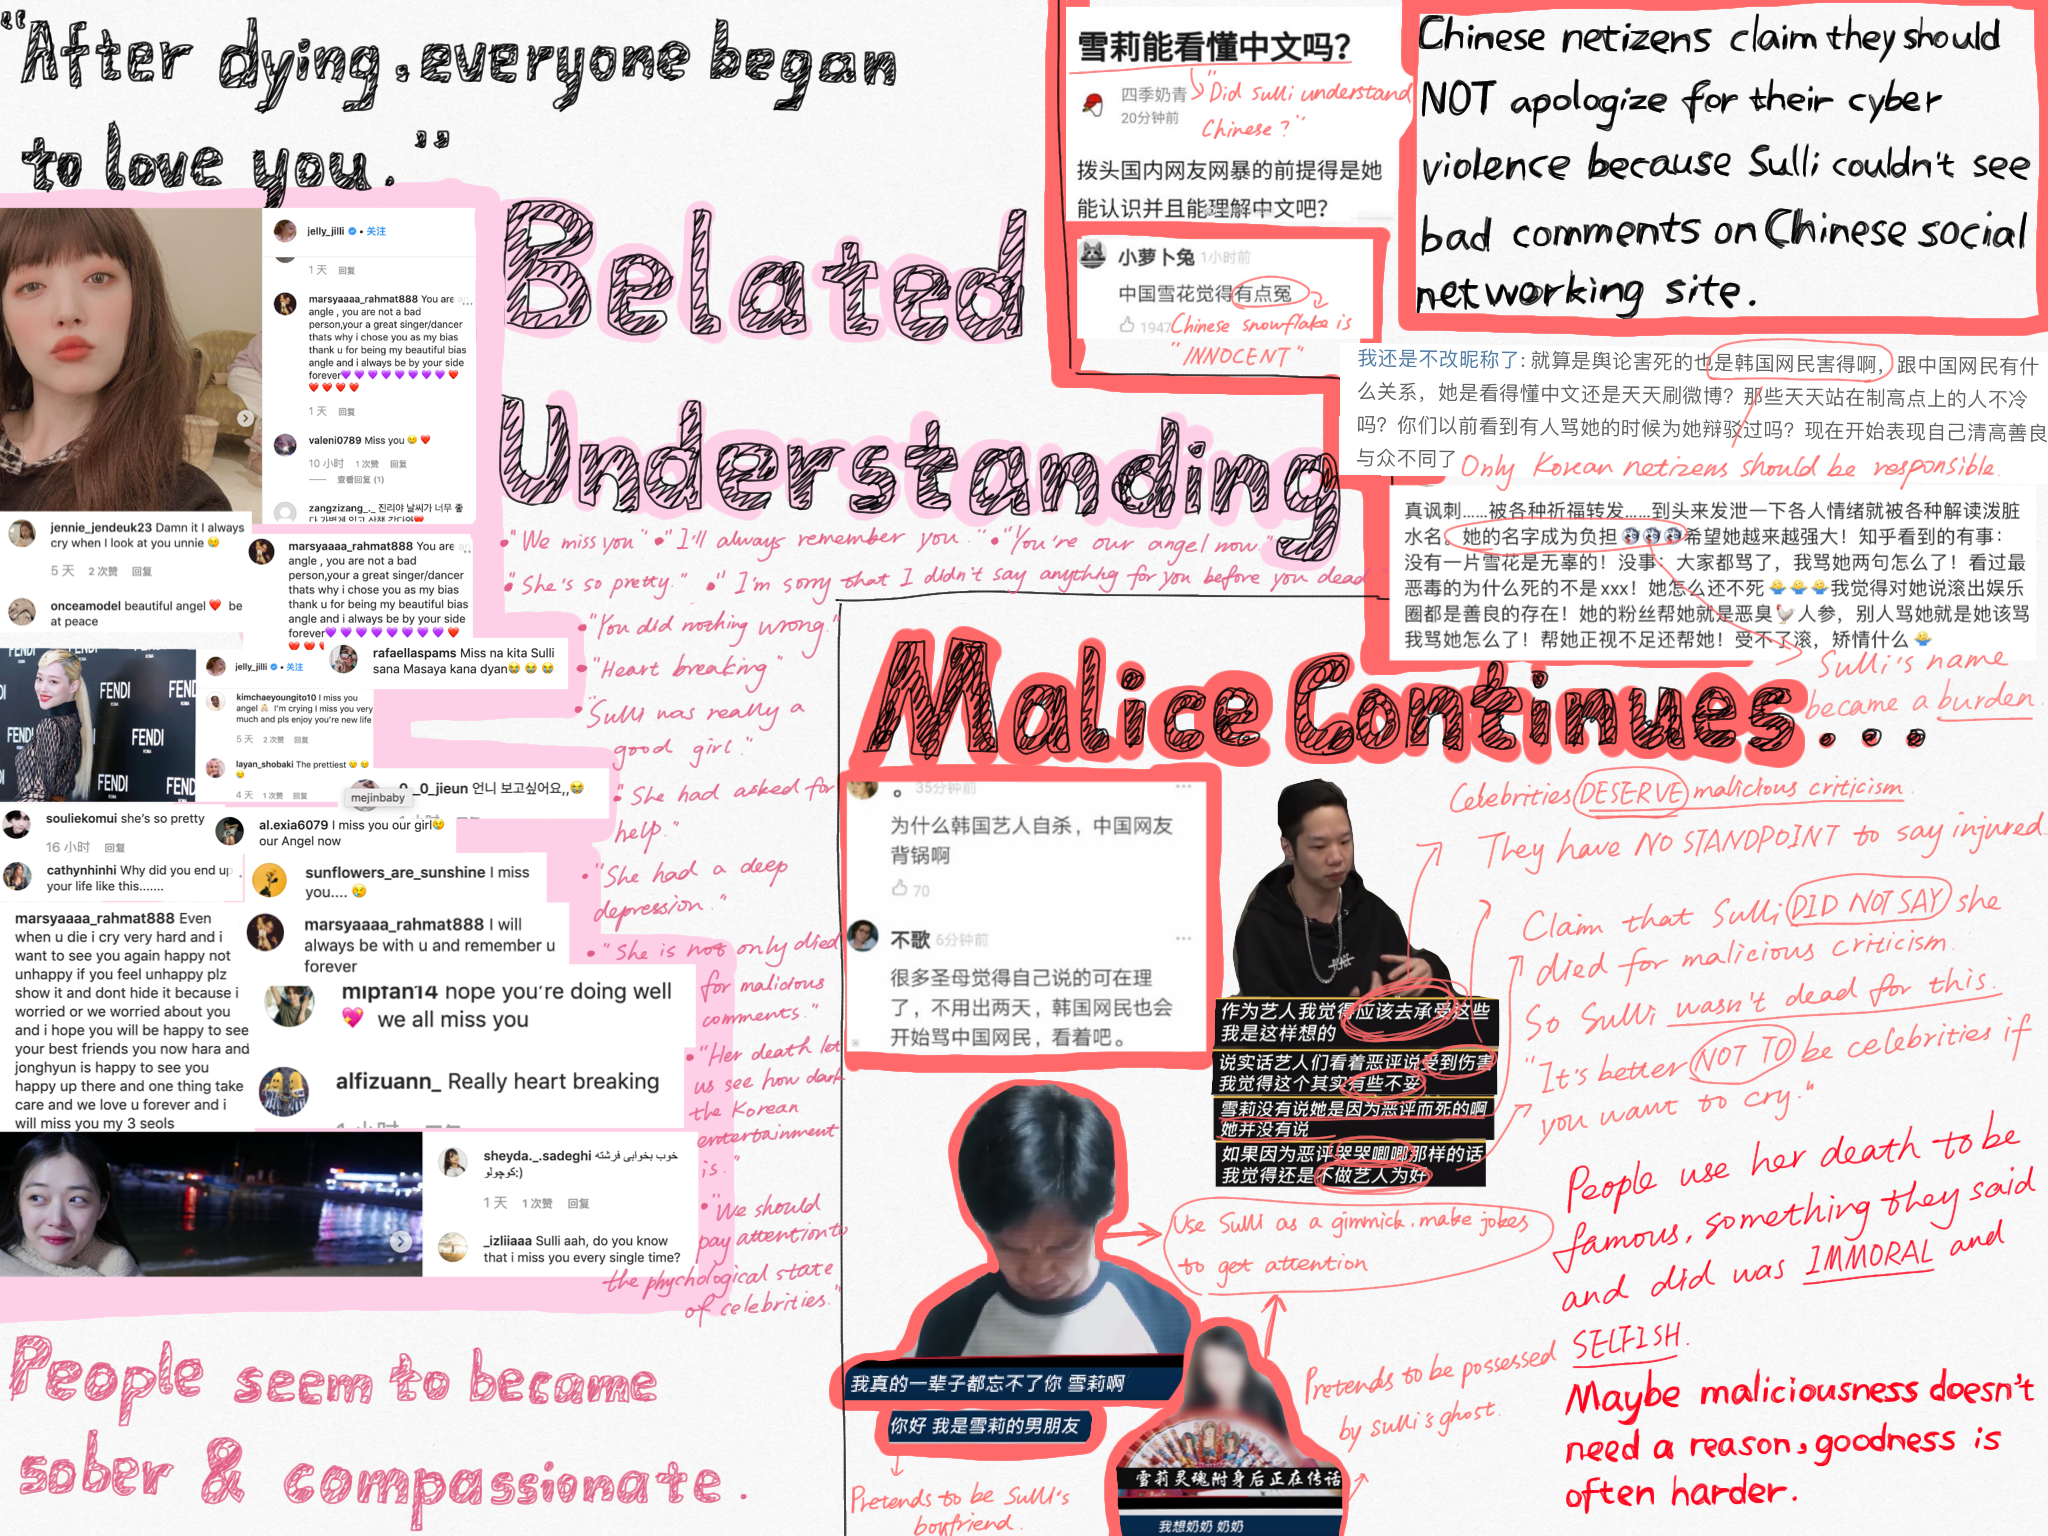 "After dying, everyone began
to love you."
Belated
Understanding
jelly_jilli • 关注
1 天 回复
marsyaaaa_rahmat888 You are an
angle , you are not a bad
person,your a great singer/dancer
thats why i chose you as my bias
thank u for being my beautiful bias
angle and i always be by your side
forever💜💜💜💜💜💜💜💜❤️
❤️❤️❤️❤️
1 天 回复
valeni0789 Miss you 😢 ❤️
10 小时 1次赞 回复
查看回复 (1)
zangzizang_._ 진리야 날씨가 너무 좋
jennie_jendeuk23 Damn it I always
cry when I look at you unnie 😢
5 天 2次赞 回复
onceamodel beautiful angel ❤️ be
at peace
marsyaaaa_rahmat888 You are
angle , you are not a bad
person,your a great singer/dancer
thats why i chose you as my bias
thank u for being my beautiful bias
angle and i always be by your side
forever💜💜💜💜💜💜💜💜❤️
❤️❤️
rafaellaspams Miss na kita Sulli
sana Masaya kana dyan😭😭😭
FENDI
FENDI
FENDI
FENDI
FENDI
jelly_jilli • 关注
kimchaeyoungito10 I miss you
angel I'm crying I miss you very
much and pls enjoy you're new life
5 天 2次赞 回复
layan_shobaki The prettiest
4 天 1次赞 回复
_0_jieun 언니 보고싶어요,,😭
mejinbaby
souliekomui she's so pretty
16 小时 回复
al.exia6079 I miss you our girl😢
our Angel now
cathynhinhi Why did you end up
your life like this.......
sunflowers_are_sunshine I miss
you.... 😢
marsyaaaa_rahmat888 Even
when u die i cry very hard and i
want to see you again happy not
unhappy if you feel unhappy plz
show it and dont hide it because i
worried or we worried about you
and i hope you will be happy to see
your best friends you now hara and
jonghyun is happy to see you
happy up there and one thing take
care and we love u forever and i
will miss you my 3 seols
marsyaaaa_rahmat888 I will
always be with u and remember u
forever
mlpfan14 hope you're doing well
💖 we all miss you
alfizuann_ Really heart breaking
sheyda._.sadeghi خوب بخوابی فرشته
کوچولو:)
1 天 1次赞 回复
_izliiaaa Sulli aah, do you know
that i miss you every single time?
People seem to became
sober & compassionate.
• "We miss you" • "I'll always remember you." • "You're our angel now."
• "She's so pretty." • "I'm sorry that I didn't say anything for you before you dead."
• "You did nothing wrong."
• "Heart breaking"
• "Sulli was really a
good girl."
• "She had asked for
help."
• "She had a deep
depression."
• "She is not only died
for malicious
comments."
• "Her death let
us see how dark
the Korean
entertainment
is."
• "We should
pay attention to
the phychological state
of celebrities."
雪莉能看懂中文吗?
四季奶青
20分钟前
"Did sulli understand
Chinese?"
拨头国内网友网暴的前提得是她
能认识并且能理解中文吧?
小萝卜兔 1小时前
中国雪花觉得有点冤
1947
Chinese snowflake is
"INNOCENT"
Chinese netizens claim they should
NOT apologize for their cyber
violence because Sulli couldn't see
bad comments on Chinese social
networking site.
我还是不改昵称了: 就算是舆论害死的也是韩国网民害得啊, 跟中国网民有什
么关系, 她是看得懂中文还是天天刷微博? 那些天天站在制高点上的人不冷
吗? 你们以前看到有人骂她的时候为她辩驳过吗? 现在开始表现自己清高善良
与众不同了
Only Korean netizens should be responsible.
真讽刺……被各种祈福转发……到头来发泄一下各人情绪就被各种解读泼脏
水名。她的名字成为负担 希望她越来越强大! 知乎看到的有事:
没有一片雪花是无辜的! 没事: 大家都骂了, 我骂她两句怎么了! 看过最
恶毒的为什么死的不是xxx! 她怎么还不死 我觉得对她说滚出娱乐
圈都是善良的存在! 她的粉丝帮她就是恶臭🐓人参, 别人骂她就是她该骂
我骂她怎么了! 帮她正视不足还帮她! 受不了滚, 矫情什么
Sulli's name
became a burden.
Malice Continues...
35分钟前
为什么韩国艺人自杀, 中国网友
背锅啊
70
不歌 6分钟前
很多圣母觉得自己说的可在理
了, 不用出两天, 韩国网民也会
开始骂中国网民, 看着吧。
Celebrities DESERVE malicious criticism
They have NO STANDPOINT to say injured.
Claim that Sulli DID NOT SAY she
died for malicious criticism.
So Sulli wasn't dead for this.
"It's better NOT TO be celebrities if
you want to cry."
作为艺人我觉得应该去承受这些
我是这样想的
说实话艺人们看着恶评说受到伤害
我觉得这个其实有些不妥
雪莉没有说她是因为恶评而死的啊
她并没有说
如果因为恶评哭哭唧唧那样的话
我觉得还是不做艺人为好
Use Sulli as a gimmick, make jokes
to get attention
我真的一辈子都忘不了你 雪莉啊
你好 我是雪莉的男朋友
Pretends to be Sulli's
boyfriend.
雪莉灵魂附身后正在传话
我想奶奶 奶奶
Pretends to be possessed
by sulli's ghost.
People use her death to be
famous, something they said
and did was IMMORAL and
SELFISH.
Maybe maliciousness doesn't
need a reason, goodness is
often harder.